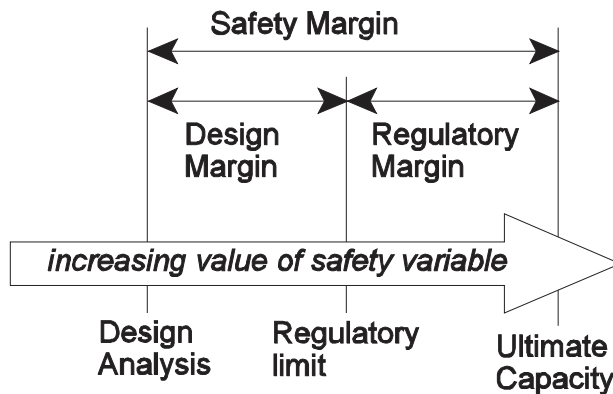 Safety Margin
Design
Margin
Regulatory
Margin
increasing value of safety variable
Design
Analysis
Regulatory
limit
Ultimate
Capacity